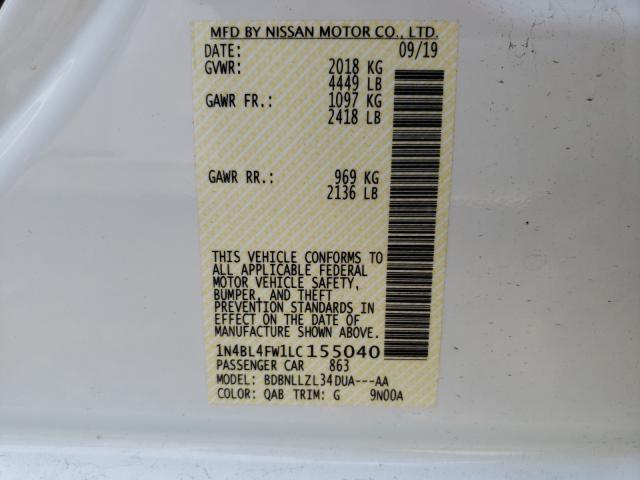 MFD BY NISSAN MOTOR CO., LTD.
DATE: 09/19
GVWR: 2018 KG
4449 LB
GAWR FR.: 1097 KG
2418 LB
GAWR RR.: 969 KG
2136 LB
THIS VEHICLE CONFORMS TO
ALL APPLICABLE FEDERAL
MOTOR VEHICLE SAFETY,
BUMPER, AND THEFT
PREVENTION STANDARDS IN
EFFECT ON THE DATE OF
MANUFACTURE SHOWN ABOVE.
1N4BL4FW1LC155040
PASSENGER CAR 863
MODEL: BDBNLLZL34DUA---AA
COLOR: QAB TRIM: G 9N00A